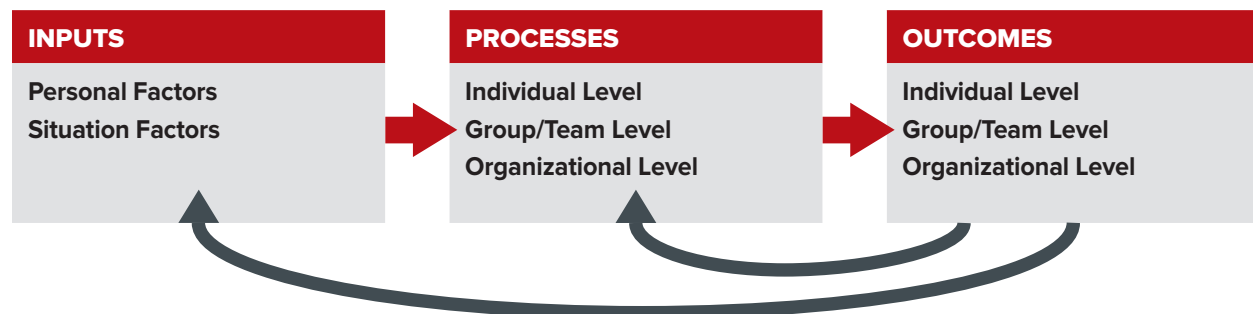 INPUTS
Personal Factors
Situation Factors
PROCESSES
Individual Level
Group/Team Level
Organizational Level
OUTCOMES
Individual Level
Group/Team Level
Organizational Level